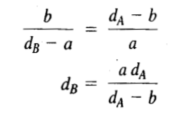 b / (d_B − a) = (d_A − b) / a
d_B = a d_A / (d_A − b)